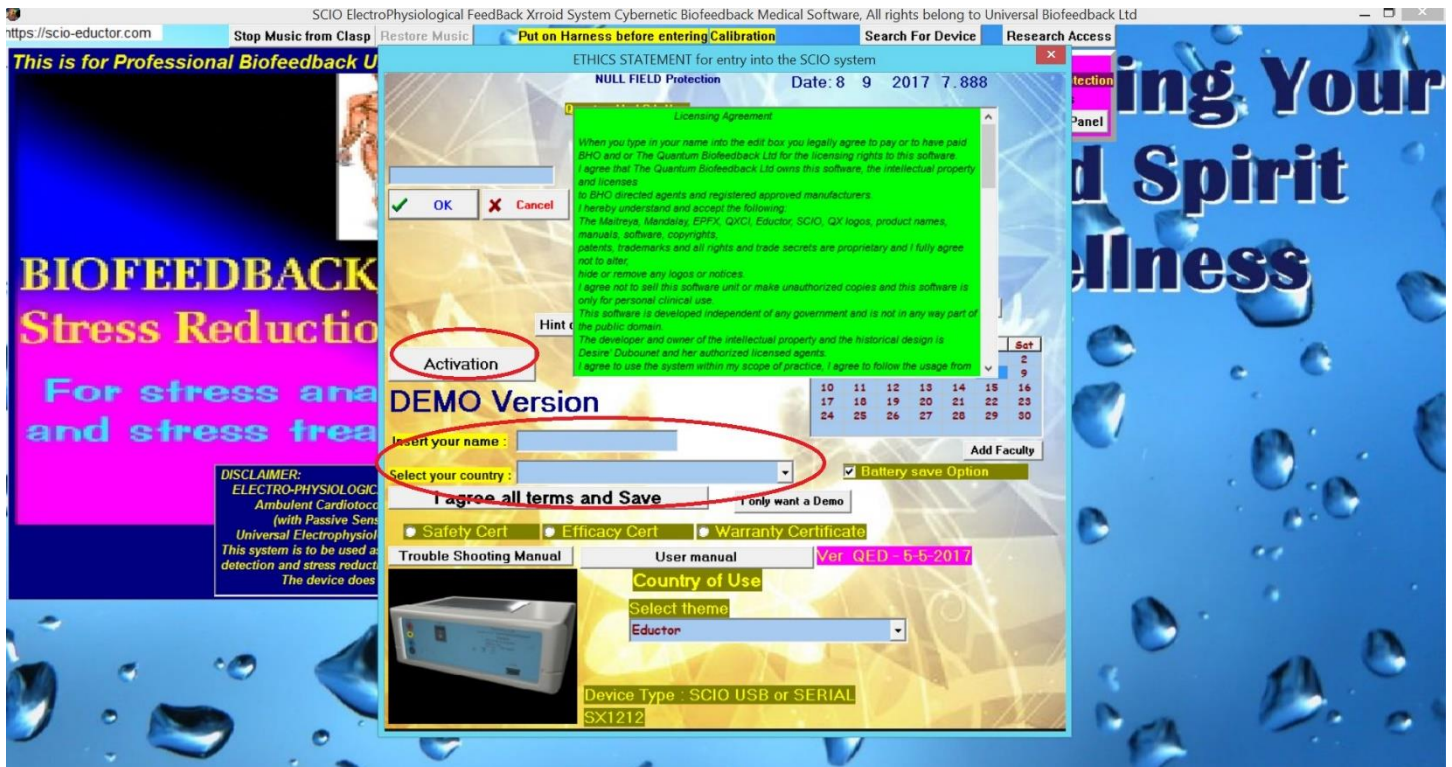 SCIO ElectroPhysiological FeedBack Xrroid System Cybernetic Biofeedback Medical Software, All rights belong to Universal Biofeedback Ltd
https://scio-eductor.com
Stop Music from Clasp
Restore Music
Put on Harness before entering Calibration
Search For Device
Research Access
This is for Professional Biofeedback U
BIOFEEDBACK
Stress Reductio
For stress ana
and stress trea
DISCLAIMER:
ELECTRO-PHYSIOLOGIC
Ambulent Cardiotoco
(with Passive Sens
Universal Electrophysiol
This system is to be used a
detection and stress reducti
The device does
ETHICS STATEMENT for entry into the SCIO system
NULL FIELD Protection
Date: 8 9 2017 7.888
OK
Cancel
Licensing Agreement
When you type in your name into the edit box you legally agree to pay or to have paid
BHO and or The Quantum Biofeedback Ltd for the licensing rights to this software.
I agree that The Quantum Biofeedback Ltd owns this software, the intellectual property
and licenses
to BHO directed agents and registered approved manufacturers.
I hereby understand and accept the following:
The Maitreya, Mandalay, EPFX, QXCI, Eductor, SCIO, QX logos, product names,
manuals, software, copyrights,
patents, trademarks and all rights and trade secrets are proprietary and I fully agree
not to alter,
hide or remove any logos or notices.
I agree not to sell this software unit or make unauthorized copies and this software is
only for personal clinical use.
This software is developed independent of any government and is not in any way part of
the public domain.
The developer and owner of the intellectual property and the historical design is
Desire' Dubounet and her authorized licensed agents.
I agree to use the system within my scope of practice, I agree to follow the usage from
Hint
Activation
DEMO Version
Sat
2
9
10 11 12 13 14 15 16
17 18 19 20 21 22 23
24 25 26 27 28 29 30
Insert your name :
Add Faculty
Select your country :
Battery save Option
I agree all terms and Save
I only want a Demo
Safety Cert
Efficacy Cert
Warranty Certificate
Trouble Shooting Manual
User manual
Ver QED - 5-5-2017
Country of Use
Select theme
Eductor
Device Type : SCIO USB or SERIAL
SX1212
tection
Panel
ing Your
d Spirit
ellness